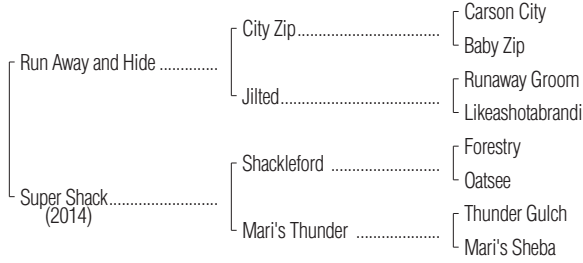 Carson City
City Zip
Baby Zip
Run Away and Hide
Runaway Groom
Jilted
Likeashotabrandi
Forestry
Shackleford
Oatsee
Super Shack
(2014)
Thunder Gulch
Mari's Thunder
Mari's Sheba